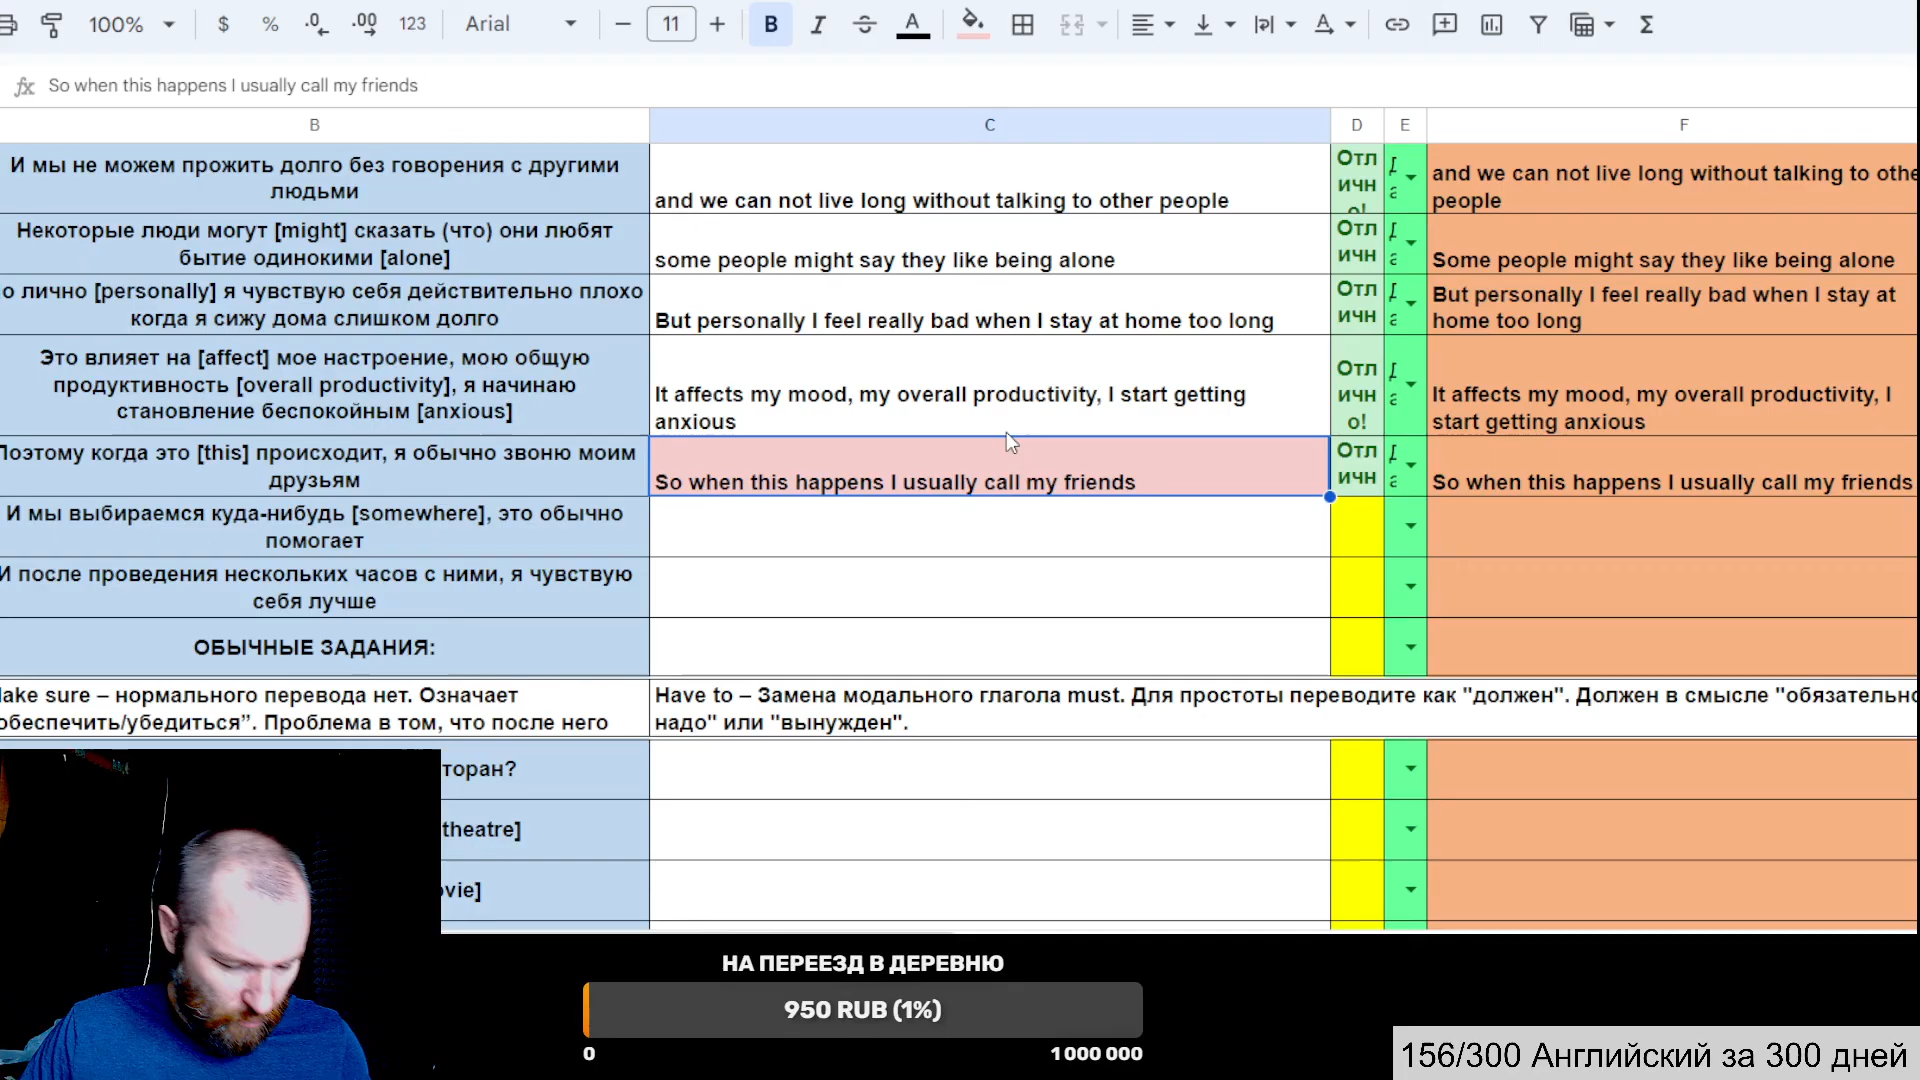 100% $ % .0 .00 123 Arial 11 B I A Σ
fx So when this happens I usually call my friends
B C D E F
И мы не можем прожить долго без говорения с другими
людьми
and we can not live long without talking to other people
Отл
ичн
о!
and we can not live long without talking to othe
people
Некоторые люди могут [might] сказать (что) они любят
бытие одинокими [alone]
some people might say they like being alone
Отл
ичн
Some people might say they like being alone
о лично [personally] я чувствую себя действительно плохо
когда я сижу дома слишком долго
But personally I feel really bad when I stay at home too long
Отл
ичн
But personally I feel really bad when I stay at
home too long
Это влияет на [affect] мое настроение, мою общую
продуктивность [overall productivity], я начинаю
становление беспокойным [anxious]
It affects my mood, my overall productivity, I start getting
anxious
Отл
ичн
о!
It affects my mood, my overall productivity, I
start getting anxious
Поэтому когда это [this] происходит, я обычно звоню моим
друзьям
So when this happens I usually call my friends
Отл
ичн
So when this happens I usually call my friends
И мы выбираемся куда-нибудь [somewhere], это обычно
помогает
И после проведения нескольких часов с ними, я чувствую
себя лучше
ОБЫЧНЫЕ ЗАДАНИЯ:
ake sure – нормального перевода нет. Означает
обеспечить/убедиться”. Проблема в том, что после него
Have to – Замена модального глагола must. Для простоты переводите как "должен". Должен в смысле "обязательно
надо" или "вынужден".
торан?
theatre]
ovie]
НА ПЕРЕЕЗД В ДЕРЕВНЮ
950 RUB (1%)
0 1 000 000
156/300 Английский за 300 дней